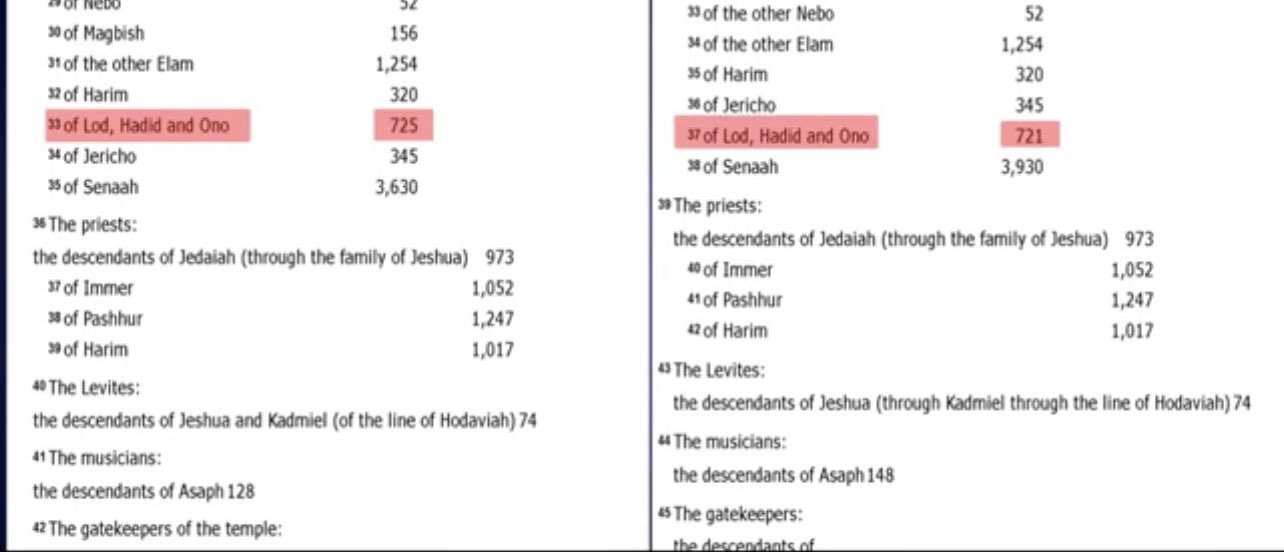 29 of Nebo 52
30 of Magbish 156
31 of the other Elam 1,254
32 of Harim 320
33 of Lod, Hadid and Ono 725
34 of Jericho 345
35 of Senaah 3,630
36 The priests:
the descendants of Jedaiah (through the family of Jeshua) 973
37 of Immer 1,052
38 of Pashhur 1,247
39 of Harim 1,017
40 The Levites:
the descendants of Jeshua and Kadmiel (of the line of Hodaviah) 74
41 The musicians:
the descendants of Asaph 128
42 The gatekeepers of the temple:
33 of the other Nebo 52
34 of the other Elam 1,254
35 of Harim 320
36 of Jericho 345
37 of Lod, Hadid and Ono 721
38 of Senaah 3,930
39 The priests:
the descendants of Jedaiah (through the family of Jeshua) 973
40 of Immer 1,052
41 of Pashhur 1,247
42 of Harim 1,017
43 The Levites:
the descendants of Jeshua (through Kadmiel through the line of Hodaviah) 74
44 The musicians:
the descendants of Asaph 148
45 The gatekeepers:
the descendants of